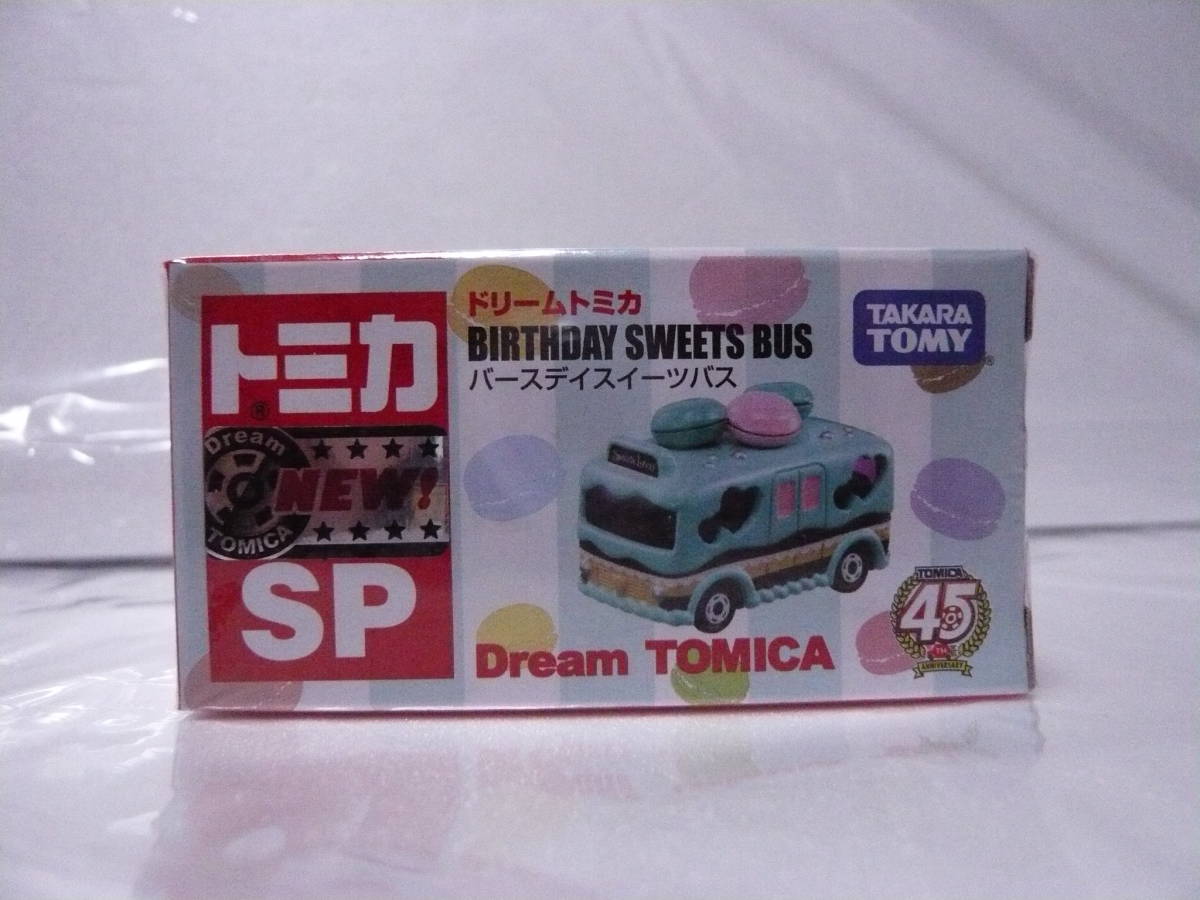 トミカ
®
Dream
NEW!
TOMICA
SP
ドリームトミカ
BIRTHDAY SWEETS BUS
バースデイスイーツバス
TAKARA
TOMY
®
Dream TOMICA
TOMICA
45
TH
ANNIVERSARY